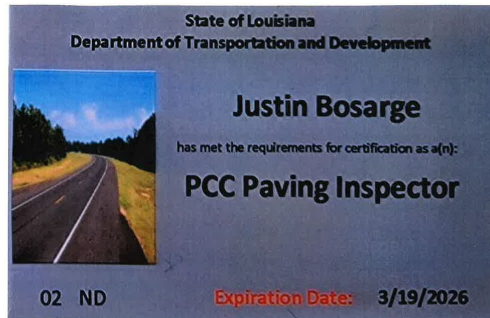 State of Louisiana
Department of Transportation and Development
Justin Bosarge
has met the requirements for certification as a(n):
PCC Paving Inspector
02 ND
Expiration Date: 3/19/2026